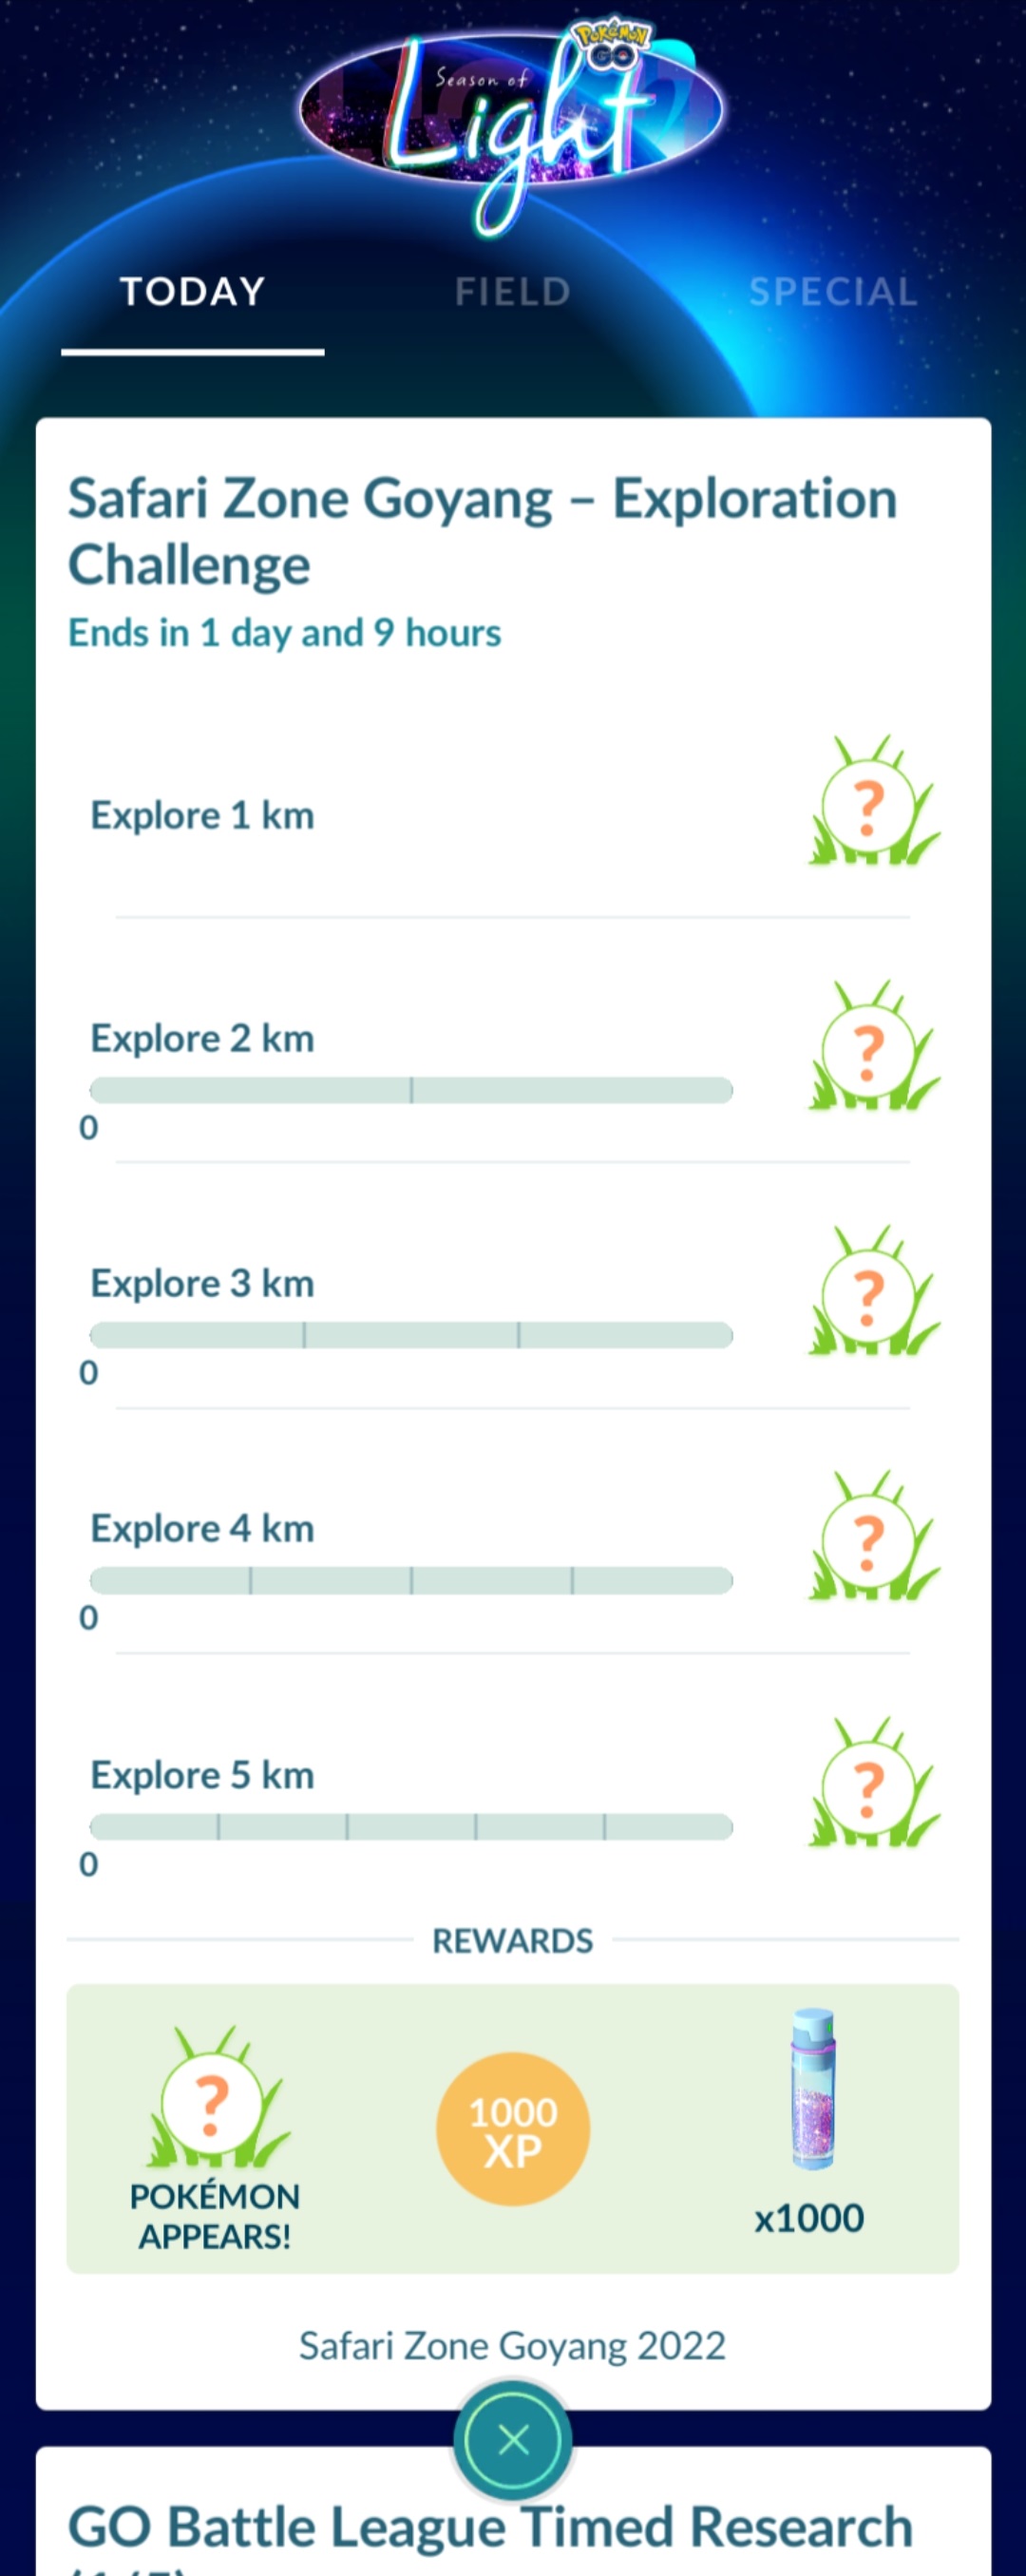 Pokémon
GO
Season of
Light
TODAY
FIELD
SPECIAL
Safari Zone Goyang – Exploration
Challenge
Ends in 1 day and 9 hours
Explore 1 km
?
Explore 2 km
?
0
Explore 3 km
?
0
Explore 4 km
?
0
Explore 5 km
?
0
REWARDS
?
POKÉMON
APPEARS!
1000
XP
x1000
Safari Zone Goyang 2022
GO Battle League Timed Research